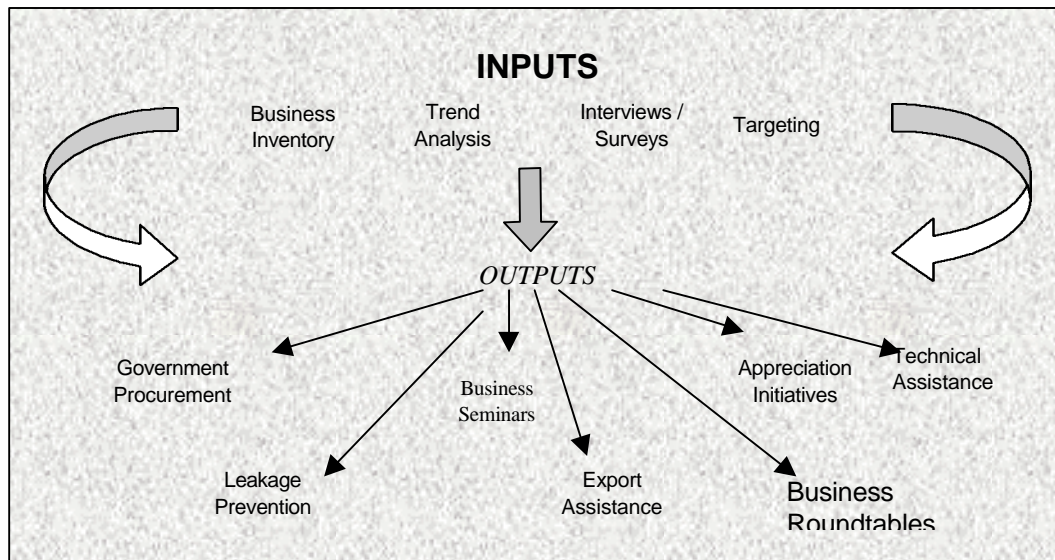 INPUTS
Business
Inventory
Trend
Analysis
Interviews /
Surveys
Targeting
OUTPUTS
Government
Procurement
Business
Seminars
Appreciation
Initiatives
Technical
Assistance
Leakage
Prevention
Export
Assistance
Business
Roundtables